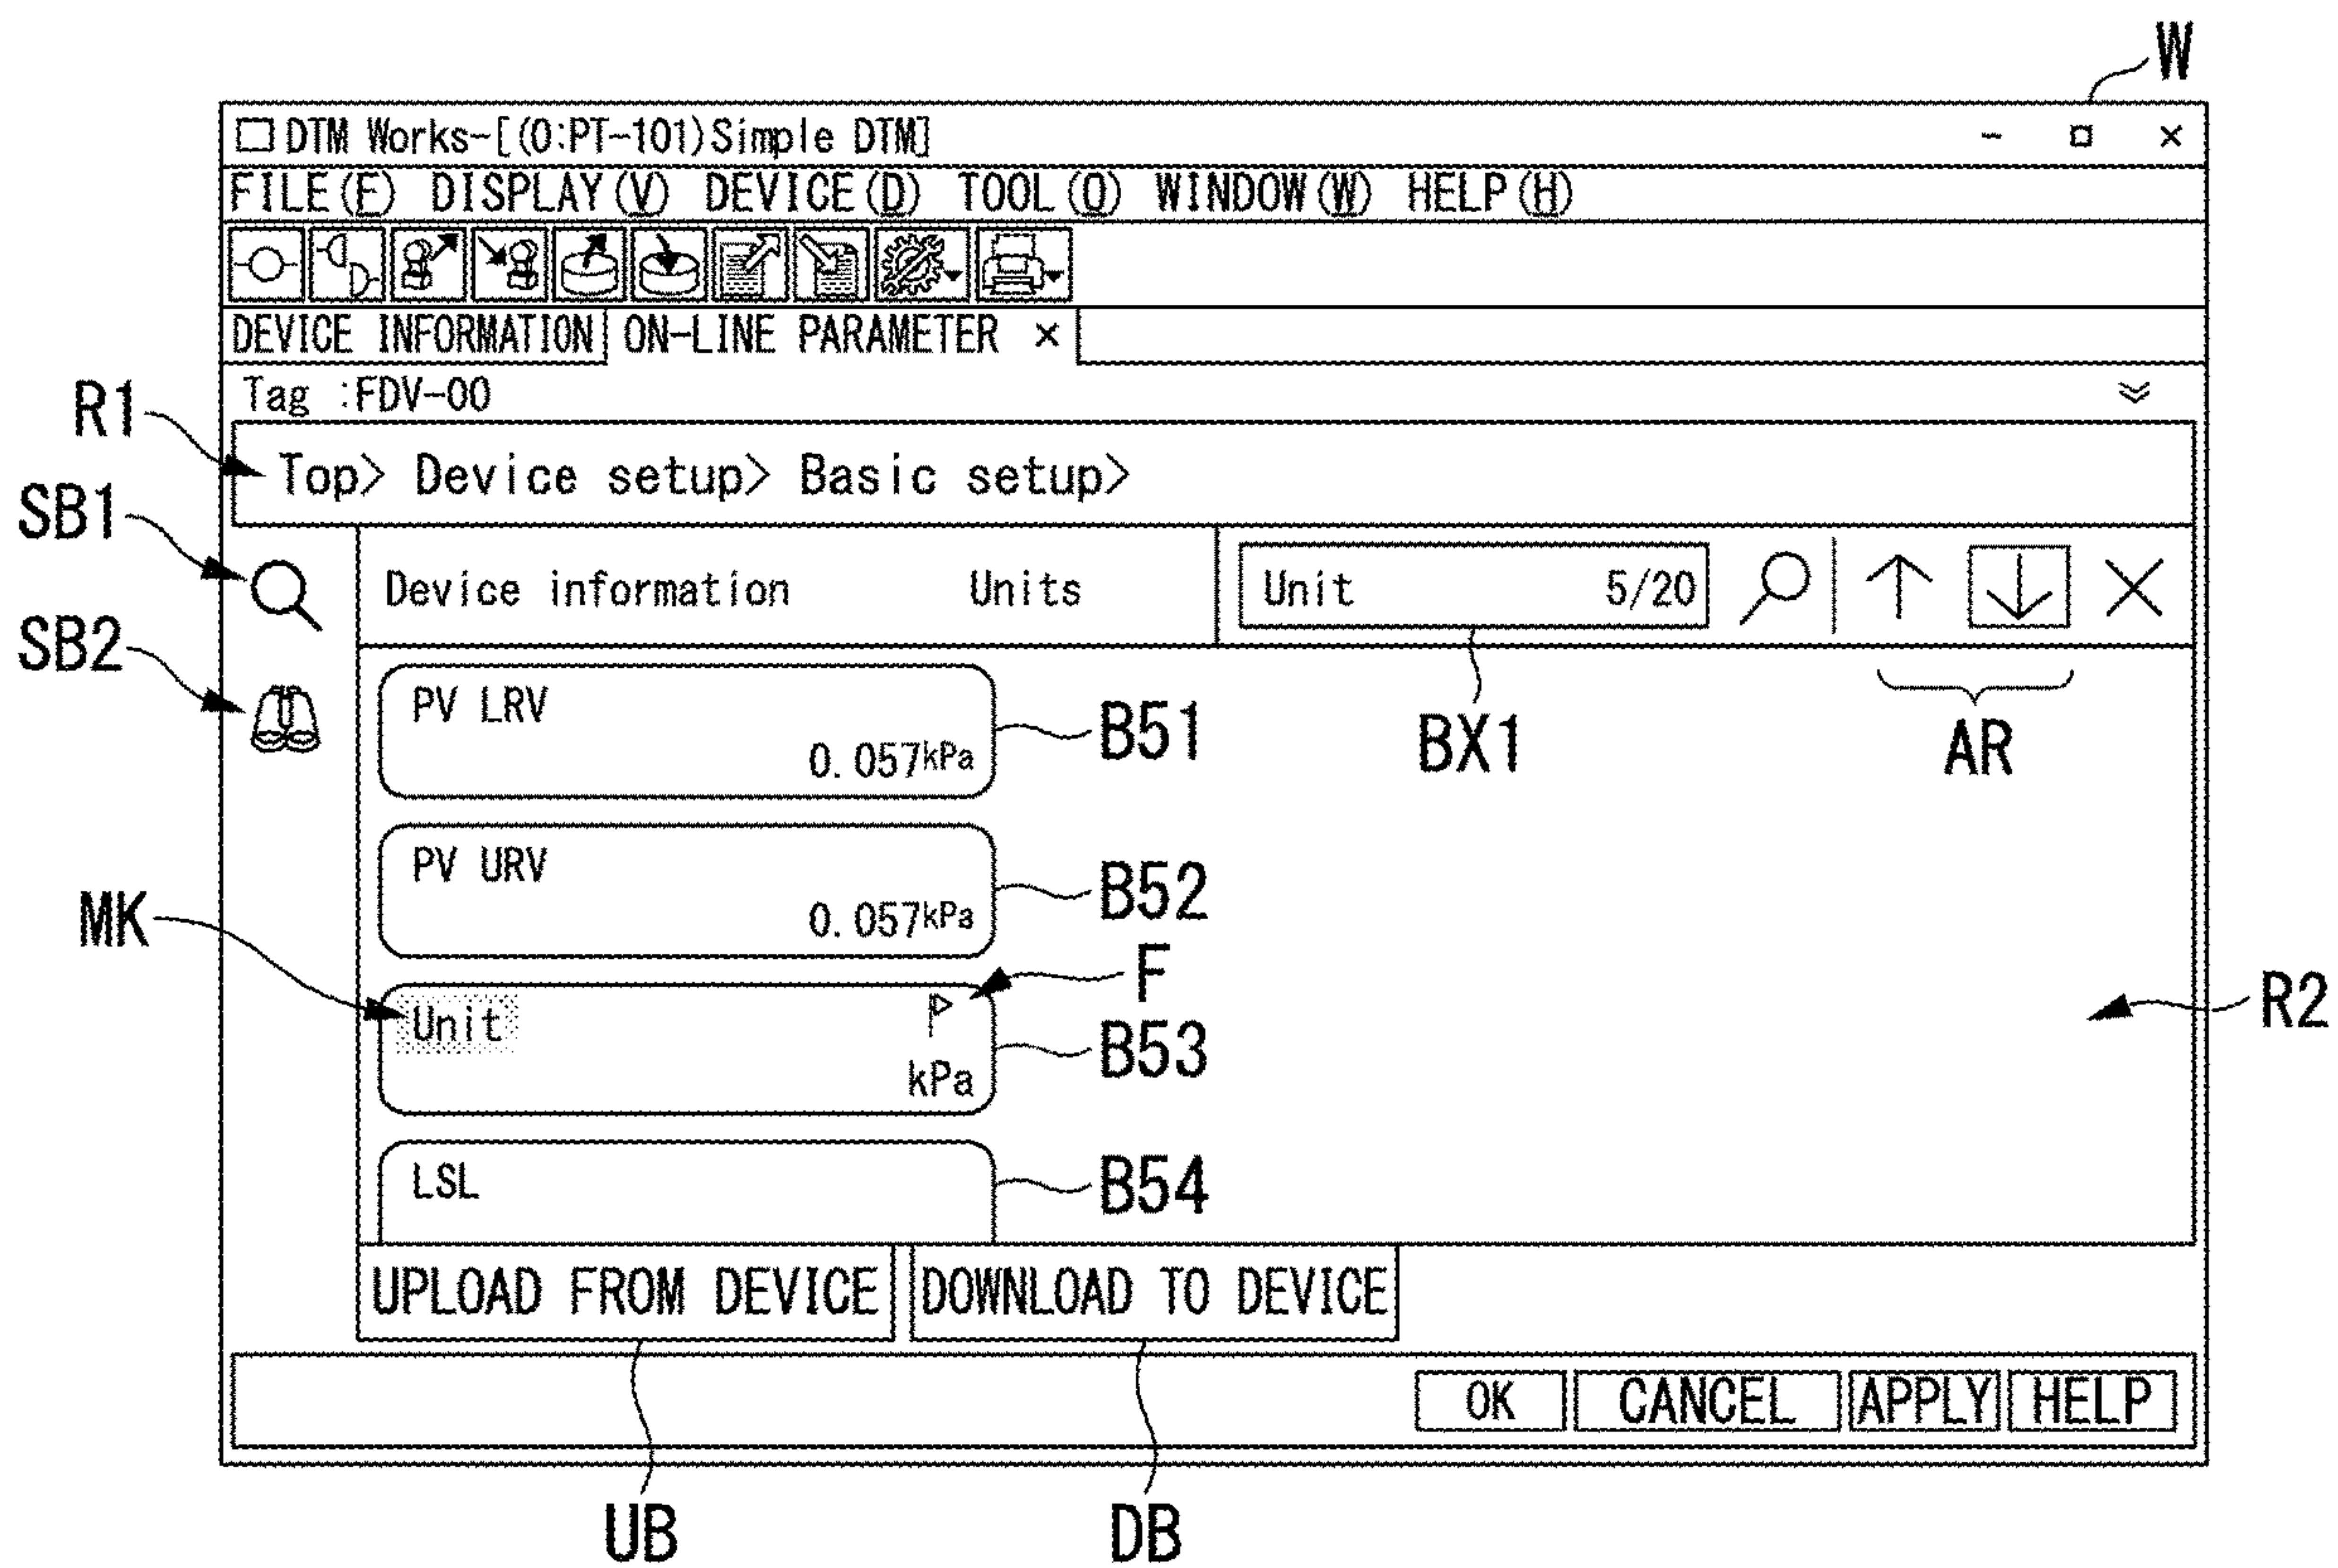 W
DTM Works-[(O:PT-101)Simple DTM]
FILE(F) DISPLAY(V) DEVICE(D) TOOL(O) WINDOW(W) HELP(H)
DEVICE INFORMATION ON-LINE PARAMETER ×
Tag :FDV-00
R1
Top> Device setup> Basic setup>
SB1
Device information Units Unit 5/20
SB2
PV LRV
0.057kPa
B51
BX1
AR
PV URV
0.057kPa
B52
MK
F
Unit
kPa
B53
R2
LSL
B54
UPLOAD FROM DEVICE DOWNLOAD TO DEVICE
OK CANCEL APPLY HELP
UB DB